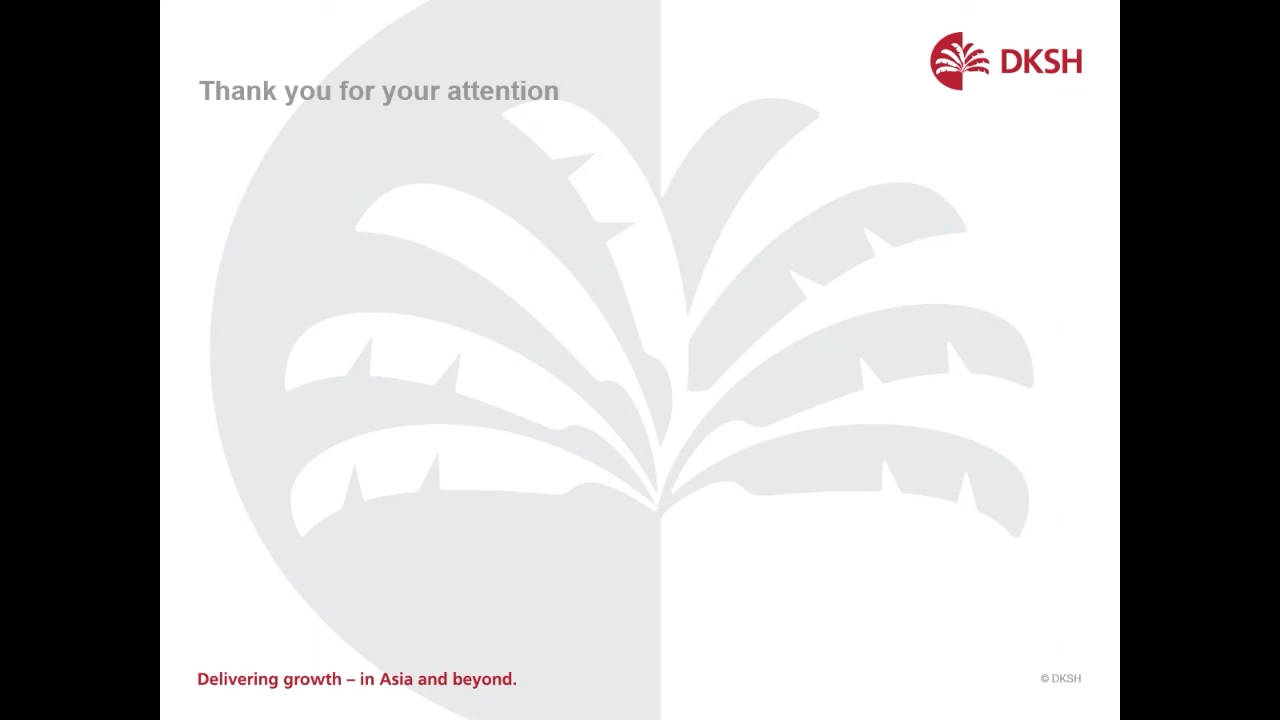 DKSH
Thank you for your attention
Delivering growth – in Asia and beyond.
© DKSH